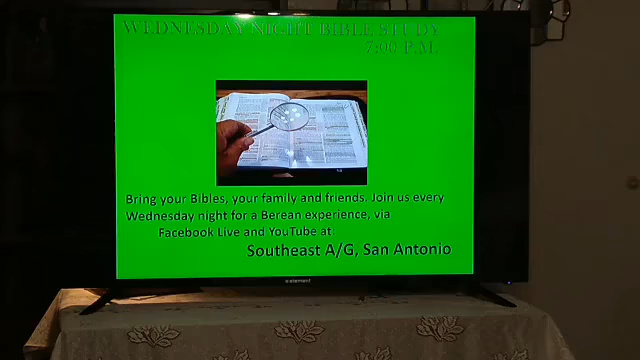 WEDNESDAY NIGHT BIBLE STUDY
7:00 P.M.
Bring your Bibles, your family and friends. Join us every
Wednesday night for a Berean experience, via
Facebook Live and YouTube at:
Southeast A/G, San Antonio
element